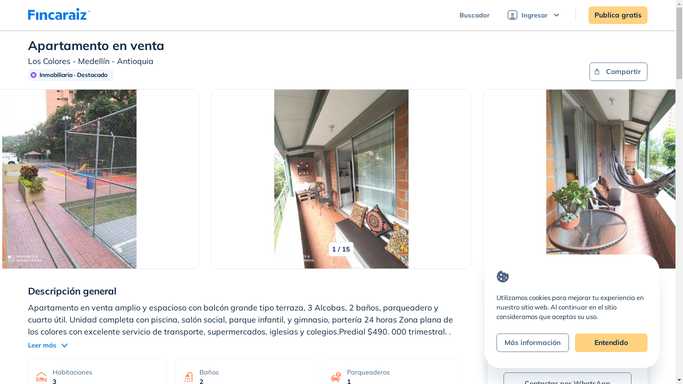 Fincaraiz
Buscador
Ingresar
Publica gratis
Apartamento en venta
Los Colores - Medellín - Antioquia
Inmobiliaria · Destacado
Compartir
1 / 15
Descripción general
Apartamento en venta amplio y espacioso con balcón grande tipo terraza, 3 Alcobas, 2 baños, parqueadero y
cuarto útil. Unidad completa con piscina, salón social, parque infantil, y gimnasio, portería 24 horas Zona plana de
los colores con excelente servicio de transporte, supermercados, iglesias y colegios.Predial $490. 000 trimestral. .
Leer más
Habitaciones
3
Baños
2
Parqueaderos
1
Utilizamos cookies para mejorar tu experiencia en
nuestro sitio web. Al continuar en el sitio
consideramos que aceptas su uso.
Más información
Entendido
Contactar por WhatsApp